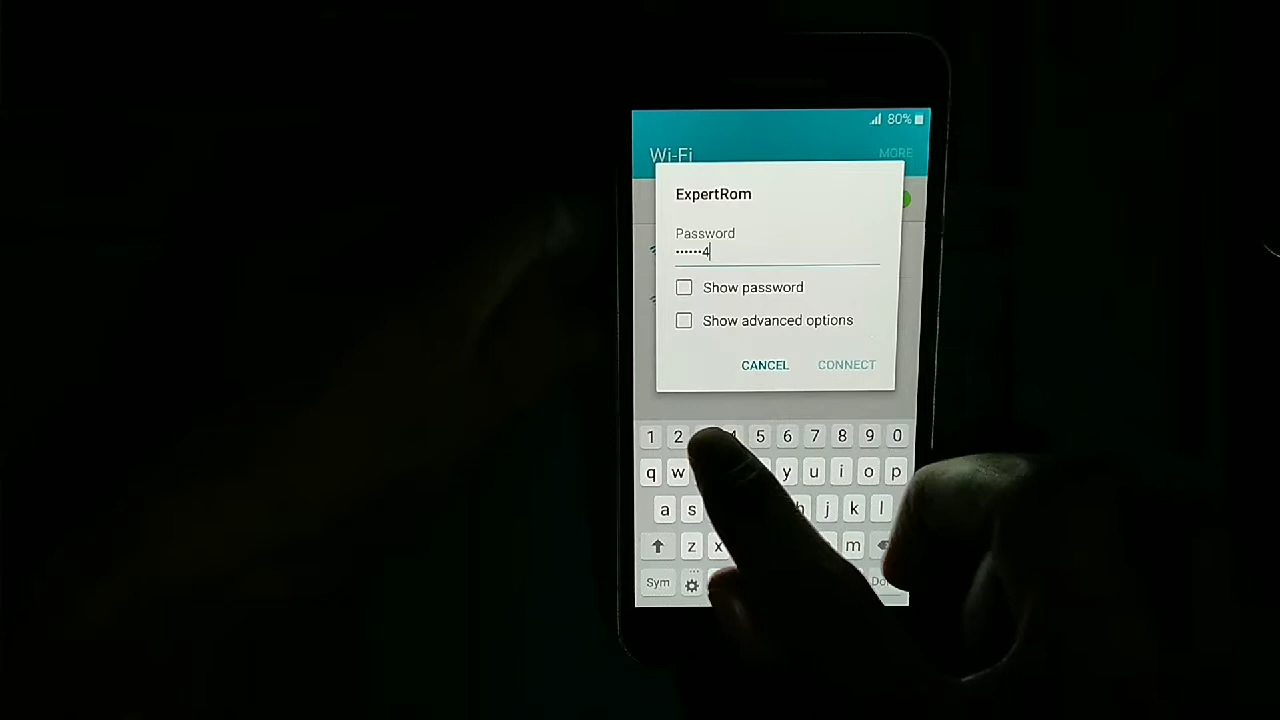 80%
Wi-Fi
MORE
ExpertRom
Password
••••••4
Show password
Show advanced options
CANCEL CONNECT
1 2 4 5 6 7 8 9 0
q w y u i o p
a s h j k l
z x m
Sym